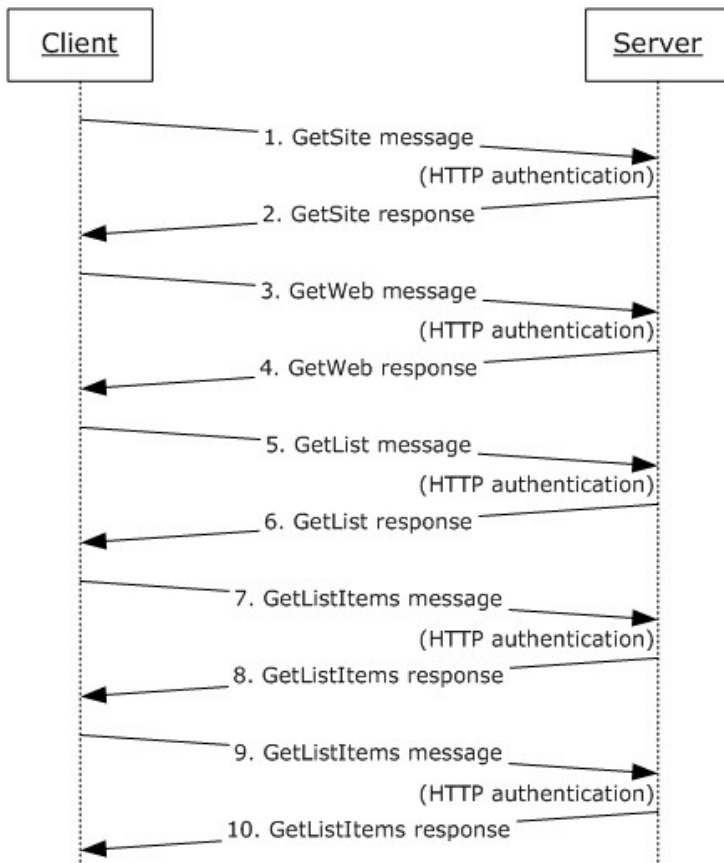 Client
Server
1. GetSite message
(HTTP authentication)
2. GetSite response
3. GetWeb message
(HTTP authentication)
4. GetWeb response
5. GetList message
(HTTP authentication)
6. GetList response
7. GetListItems message
(HTTP authentication)
8. GetListItems response
9. GetListItems message
(HTTP authentication)
10. GetListItems response